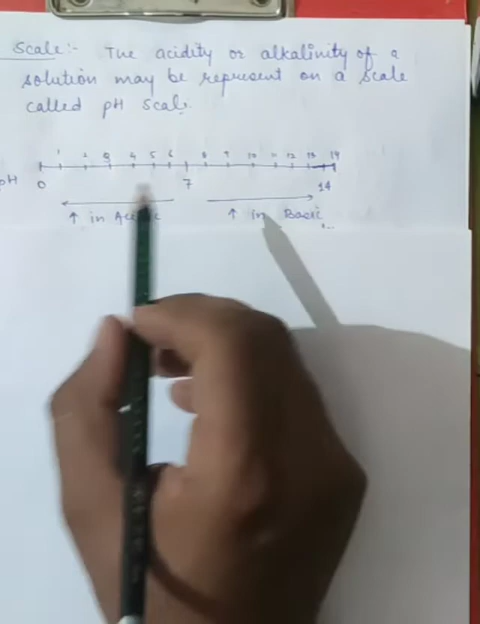 Scale:- The acidity or alkalinity of a
solution may be represent on a scale
called pH Scale.
1 2 3 4 5 6 8 9 10 11 12 13 14
pH 0 7 14
↑ in ↑ in Basic